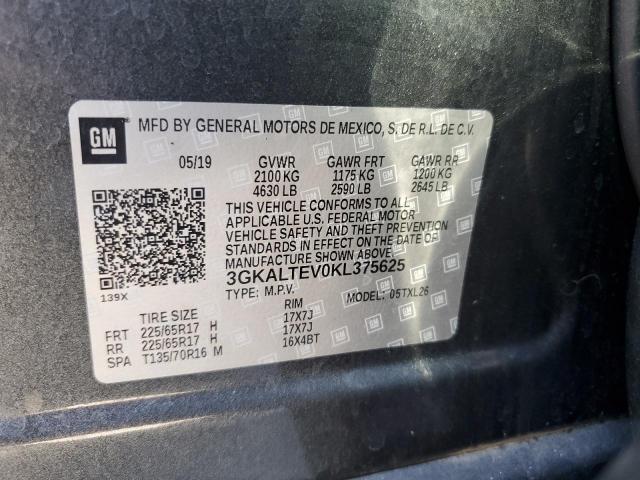 GM MFD BY GENERAL MOTORS DE MEXICO, S. DE R.L. DE C.V.
05/19 GVWR GAWR FRT GAWR RR
2100 KG 1175 KG 1200 KG
4630 LB 2590 LB 2645 LB
THIS VEHICLE CONFORMS TO ALL
APPLICABLE U.S. FEDERAL MOTOR
VEHICLE SAFETY AND THEFT PREVENTION
STANDARDS IN EFFECT ON THE DATE OF
MANUFACTURE SHOWN ABOVE.
3GKALTEV0KL375625
139X TYPE: M.P.V. MODEL: 05TXL26
TIRE SIZE RIM
FRT 225/65R17 H 17X7J
RR 225/65R17 H 17X7J
SPA T135/70R16 M 16X4BT